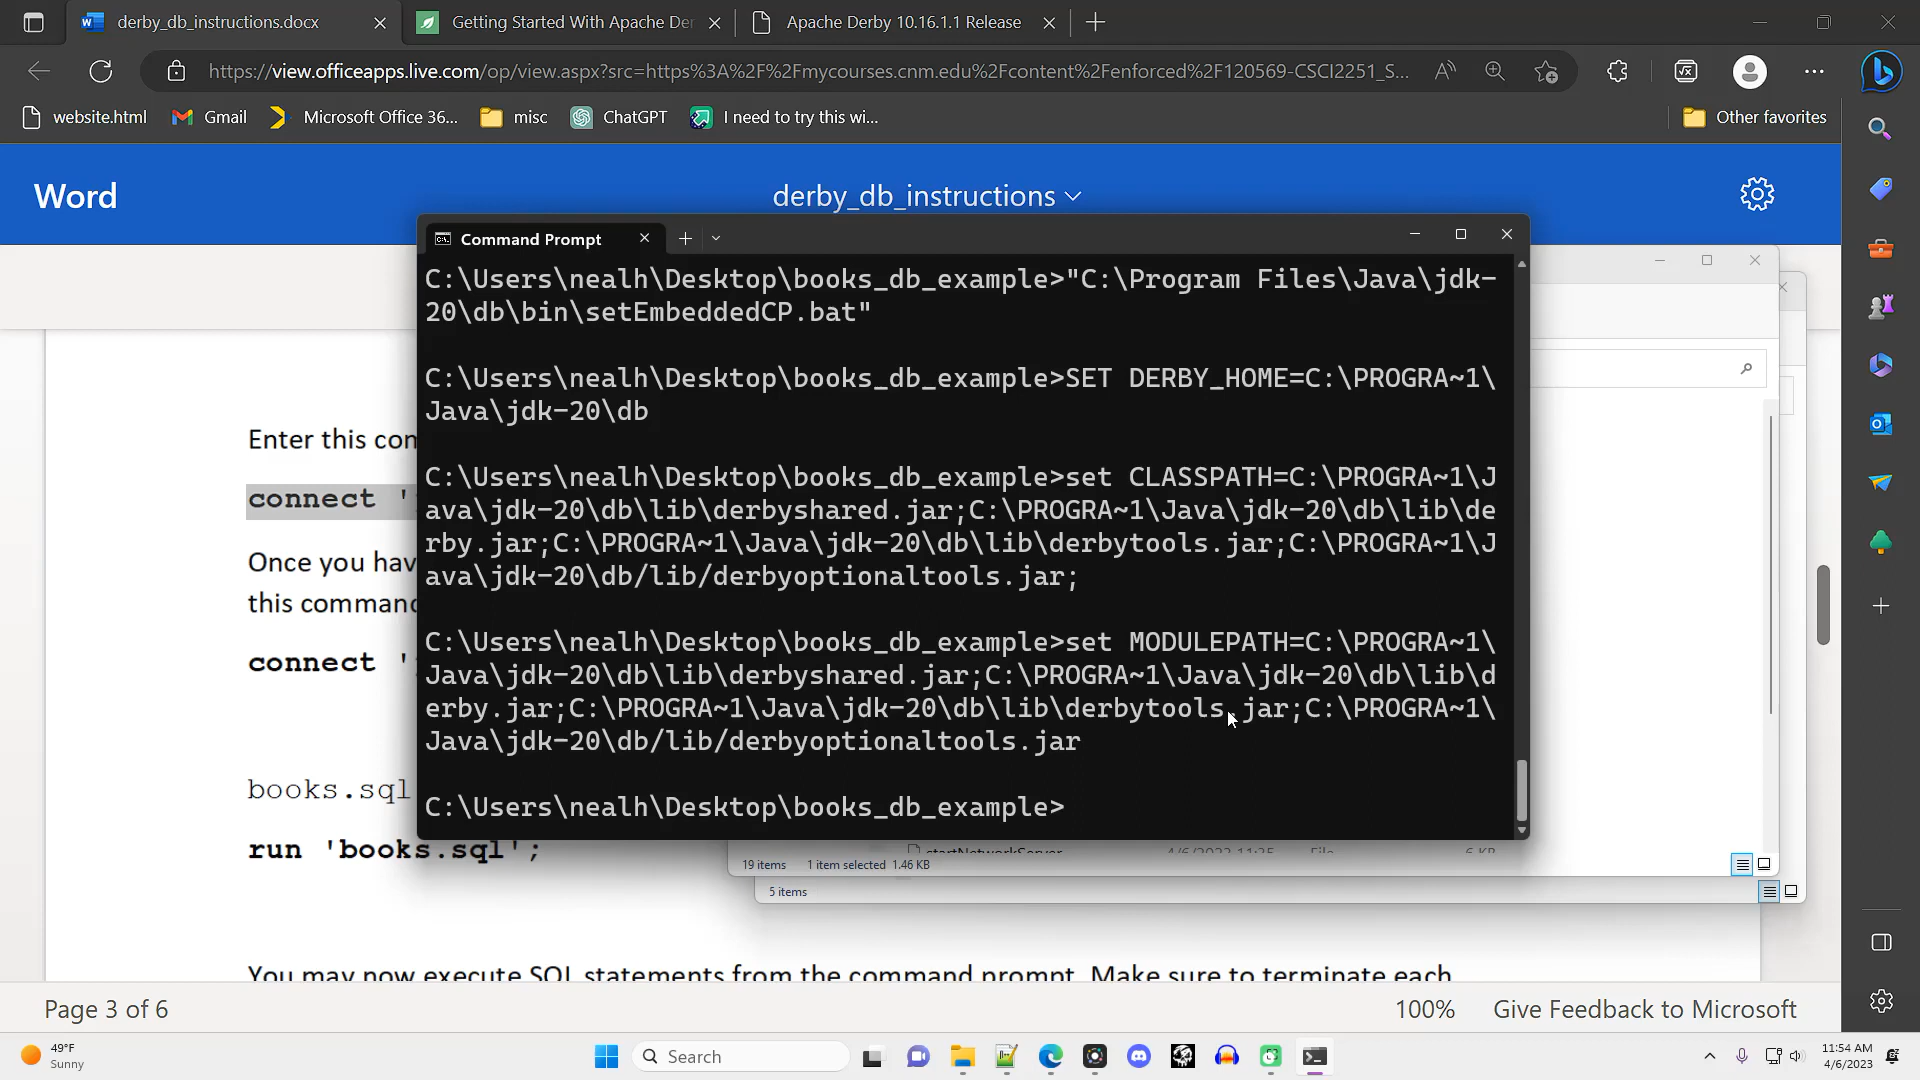 derby_db_instructions.docx
Getting Started With Apache Der
Apache Derby 10.16.1.1 Release
https://view.officeapps.live.com/op/view.aspx?src=https%3A%2F%2Fmycourses.cnm.edu%2Fcontent%2Fenforced%2F120569-CSCI2251_S...
website.html
Gmail
Microsoft Office 36...
misc
ChatGPT
I need to try this wi...
Other favorites
Word
derby_db_instructions
Command Prompt
C:\Users\nealh\Desktop\books_db_example>"C:\Program Files\Java\jdk-
20\db\bin\setEmbeddedCP.bat"
C:\Users\nealh\Desktop\books_db_example>SET DERBY_HOME=C:\PROGRA~1\
Java\jdk-20\db
C:\Users\nealh\Desktop\books_db_example>set CLASSPATH=C:\PROGRA~1\J
ava\jdk-20\db\lib\derbyshared.jar;C:\PROGRA~1\Java\jdk-20\db\lib\de
rby.jar;C:\PROGRA~1\Java\jdk-20\db\lib\derbytools.jar;C:\PROGRA~1\J
ava\jdk-20\db/lib/derbyoptionaltools.jar;
C:\Users\nealh\Desktop\books_db_example>set MODULEPATH=C:\PROGRA~1\
Java\jdk-20\db\lib\derbyshared.jar;C:\PROGRA~1\Java\jdk-20\db\lib\d
erby.jar;C:\PROGRA~1\Java\jdk-20\db\lib\derbytools.jar;C:\PROGRA~1\
Java\jdk-20\db/lib/derbyoptionaltools.jar
C:\Users\nealh\Desktop\books_db_example>
Enter this con
connect '
Once you hav
this command
connect '
books.sql
run 'books.sql';
startNetworkServer 4/6/2023 11:35 File 6 KB
19 items 1 item selected 1.46 KB
5 items
You may now execute SQL statements from the command prompt. Make sure to terminate each
Page 3 of 6
100%
Give Feedback to Microsoft
49°F
Sunny
Search
11:54 AM
4/6/2023